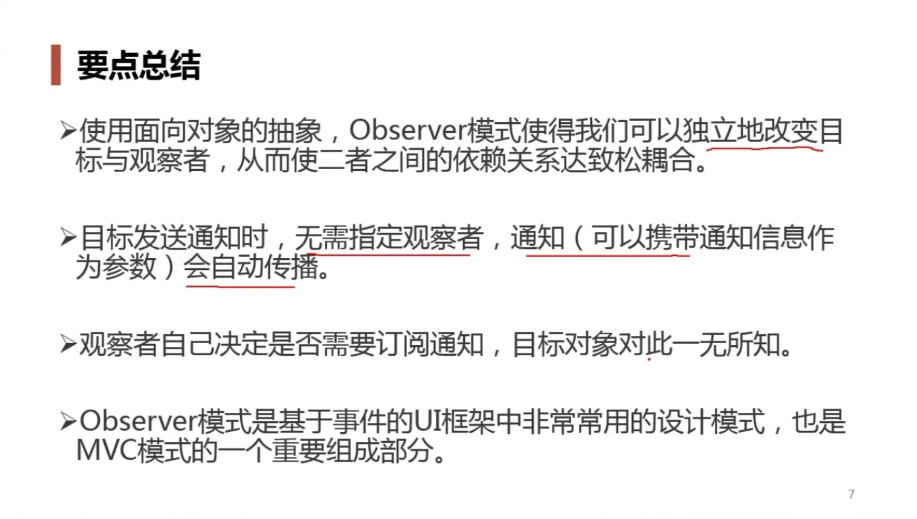 要点总结
➢使用面向对象的抽象，Observer模式使得我们可以独立地改变目
标与观察者，从而使二者之间的依赖关系达致松耦合。
➢目标发送通知时，无需指定观察者，通知（可以携带通知信息作
为参数）会自动传播。
➢观察者自己决定是否需要订阅通知，目标对象对此一无所知。
➢Observer模式是基于事件的UI框架中非常常用的设计模式，也是
MVC模式的一个重要组成部分。
7